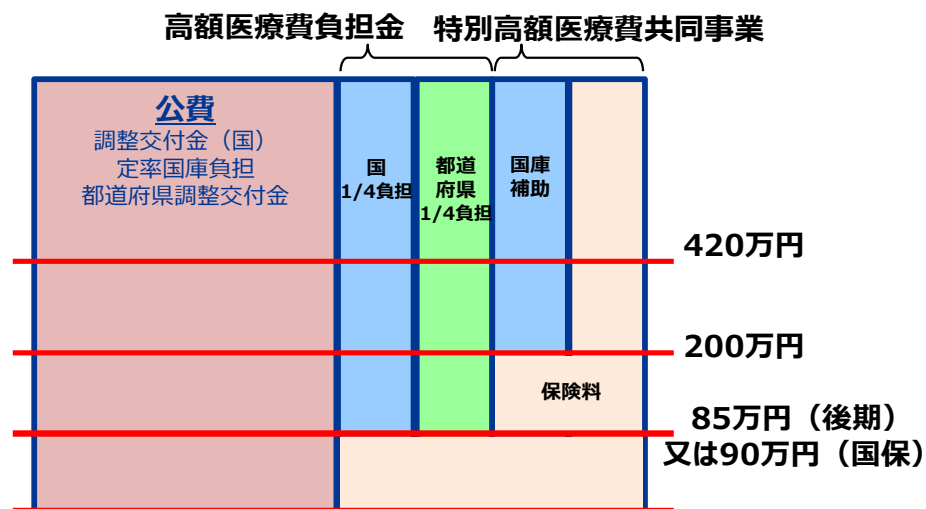 高額医療費負担金
特別高額医療費共同事業
公費
調整交付金（国）
定率国庫負担
都道府県調整交付金
国
1/4負担
都道
府県
1/4負担
国庫
補助
420万円
200万円
保険料
85万円（後期）
又は90万円（国保）